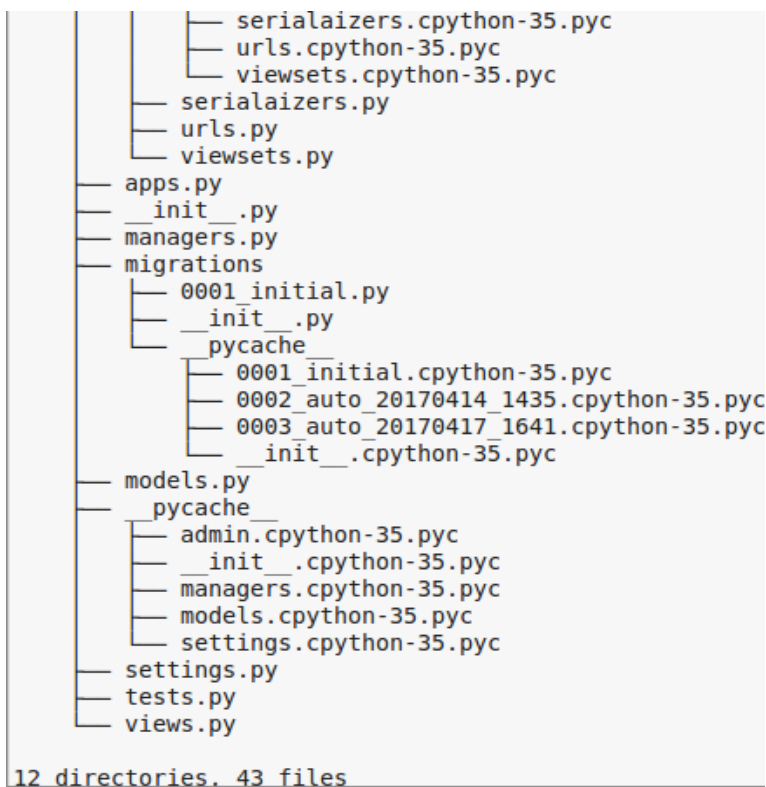 │   │   │   ├── serialaizers.cpython-35.pyc
│   │   │   ├── urls.cpython-35.pyc
│   │   │   └── viewsets.cpython-35.pyc
│   │   ├── serialaizers.py
│   │   ├── urls.py
│   │   └── viewsets.py
│   ├── apps.py
│   ├── __init__.py
│   ├── managers.py
│   ├── migrations
│   │   ├── 0001_initial.py
│   │   ├── __init__.py
│   │   └── __pycache__
│   │       ├── 0001_initial.cpython-35.pyc
│   │       ├── 0002_auto_20170414_1435.cpython-35.pyc
│   │       ├── 0003_auto_20170417_1641.cpython-35.pyc
│   │       └── __init__.cpython-35.pyc
│   ├── models.py
│   ├── __pycache__
│   │   ├── admin.cpython-35.pyc
│   │   ├── __init__.cpython-35.pyc
│   │   ├── managers.cpython-35.pyc
│   │   ├── models.cpython-35.pyc
│   │   └── settings.cpython-35.pyc
│   ├── settings.py
│   ├── tests.py
│   └── views.py
12 directories, 43 files